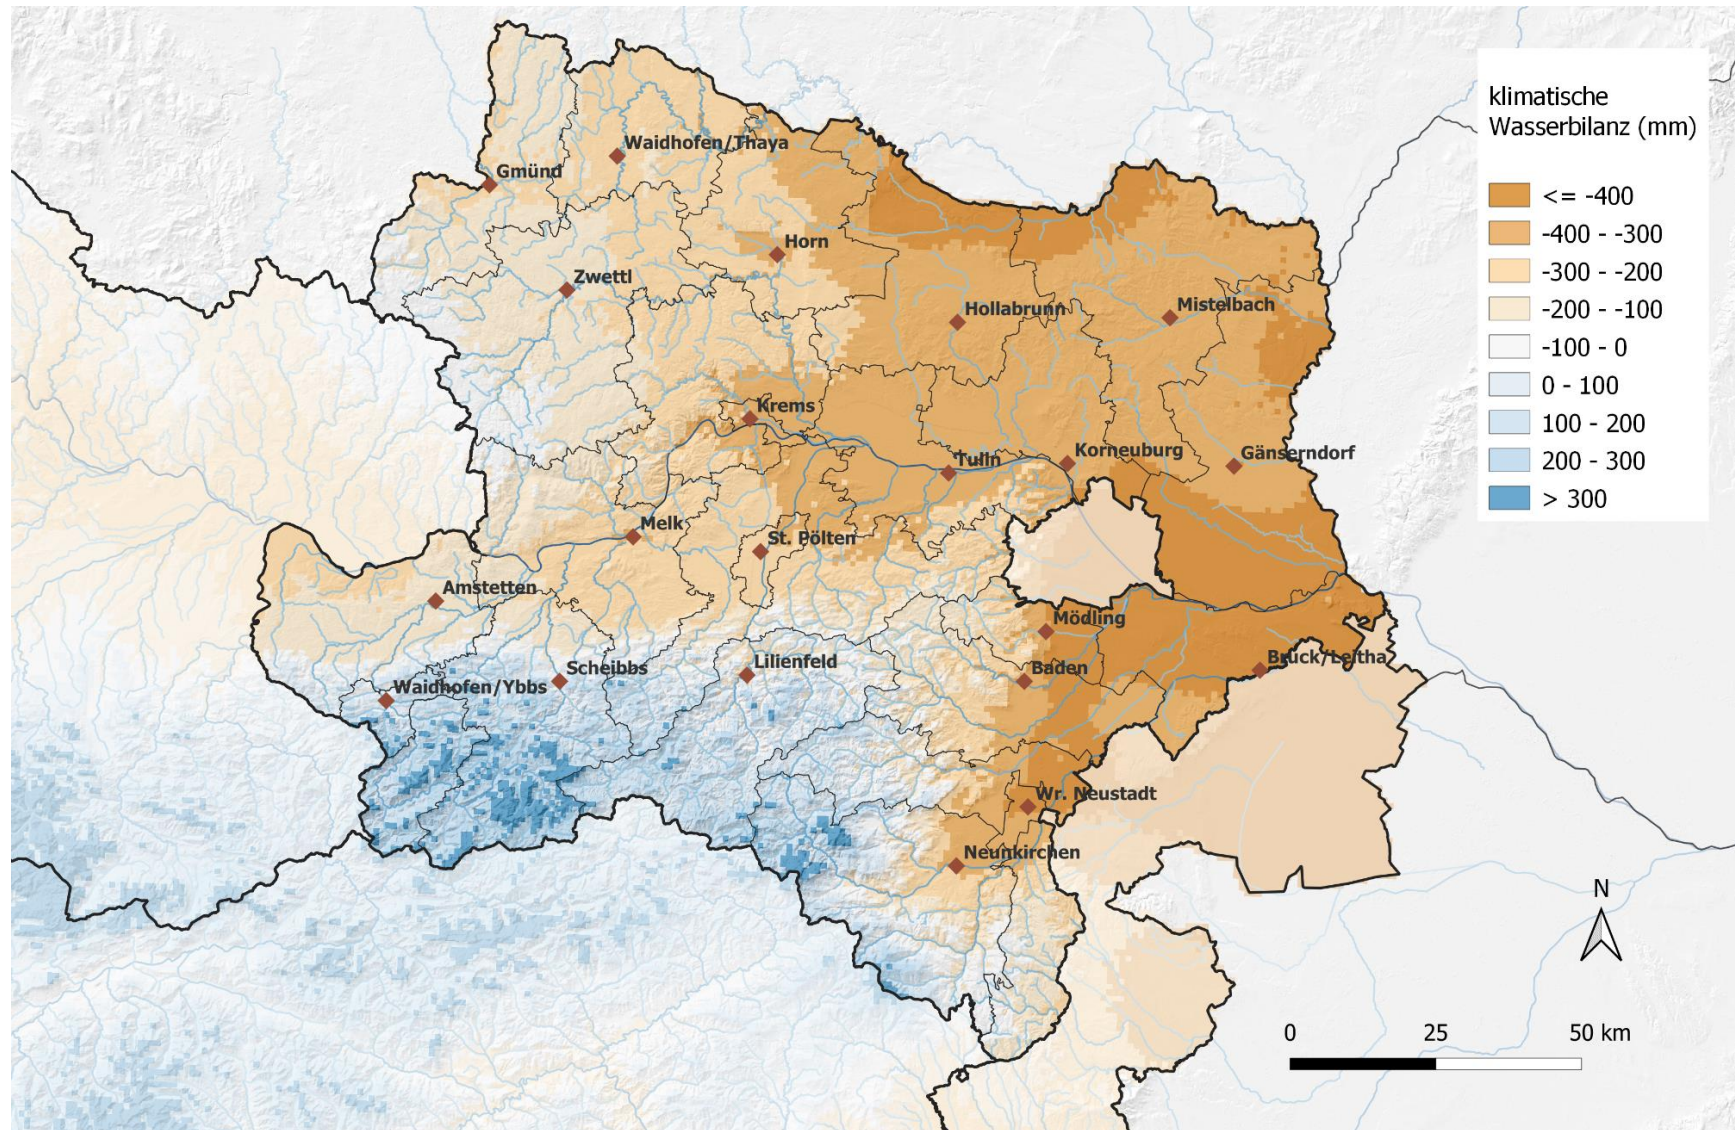 klimatische
Wasserbilanz (mm)
<= -400
-400 - -300
-300 - -200
-200 - -100
-100 - 0
0 - 100
100 - 200
200 - 300
> 300
Waidhofen/Thaya
Gmünd
Horn
Zwettl
Hollabrunn
Mistelbach
Krems
Tulln
Korneuburg
Gänserndorf
Melk
St. Pölten
Amstetten
Mödling
Baden
Bruck/Leitha
Scheibbs
Lilienfeld
Waidhofen/Ybbs
Wr. Neustadt
Neunkirchen
N
0 25 50 km